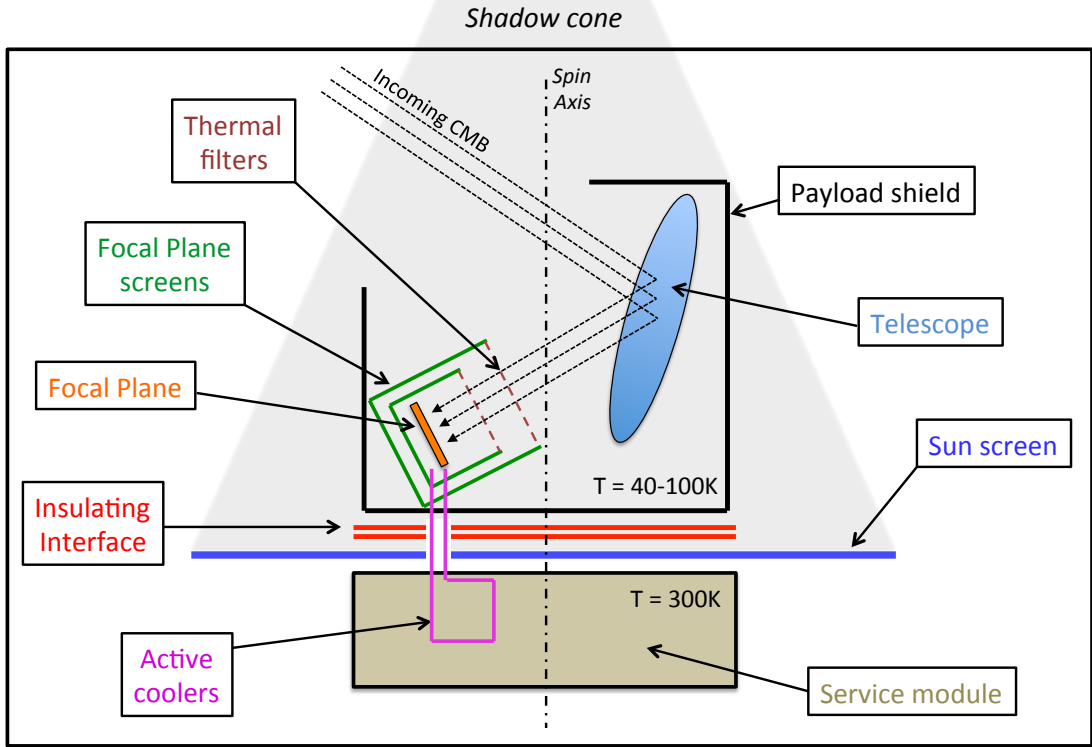 Shadow cone
Spin
Axis
Incoming CMB
Thermal
filters
Payload shield
Focal Plane
screens
Telescope
Focal Plane
Sun screen
T = 40-100K
Insulating
Interface
T = 300K
Active
coolers
Service module